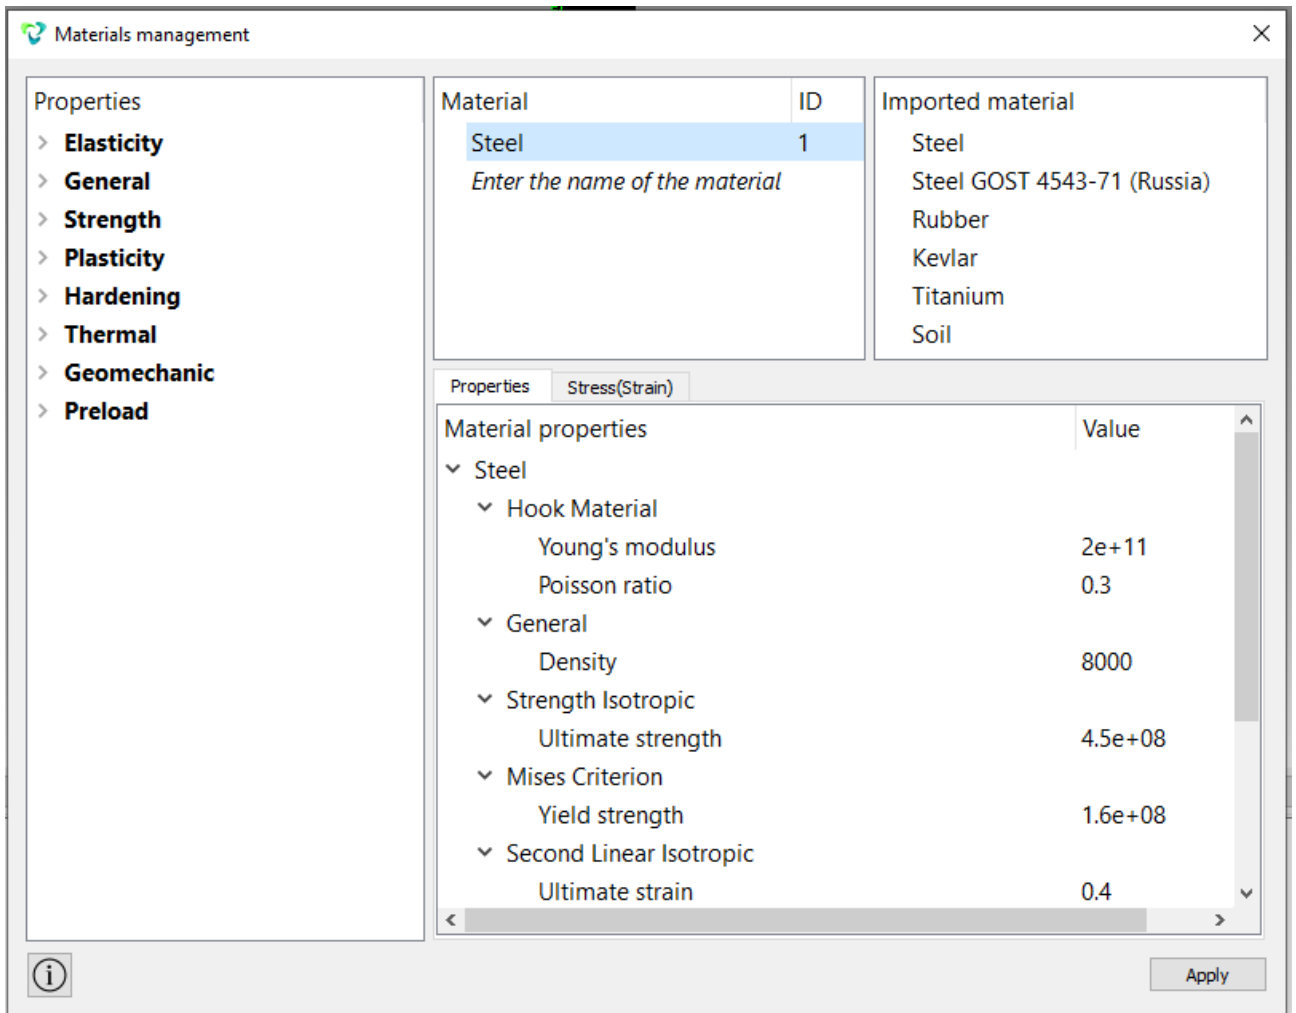 Materials management
Properties
Elasticity
General
Strength
Plasticity
Hardening
Thermal
Geomechanic
Preload
Material ID
Steel 1
Enter the name of the material
Imported material
Steel
Steel GOST 4543-71 (Russia)
Rubber
Kevlar
Titanium
Soil
Properties Stress(Strain)
Material properties Value
Steel
Hook Material
Young's modulus 2e+11
Poisson ratio 0.3
General
Density 8000
Strength Isotropic
Ultimate strength 4.5e+08
Mises Criterion
Yield strength 1.6e+08
Second Linear Isotropic
Ultimate strain 0.4
Apply